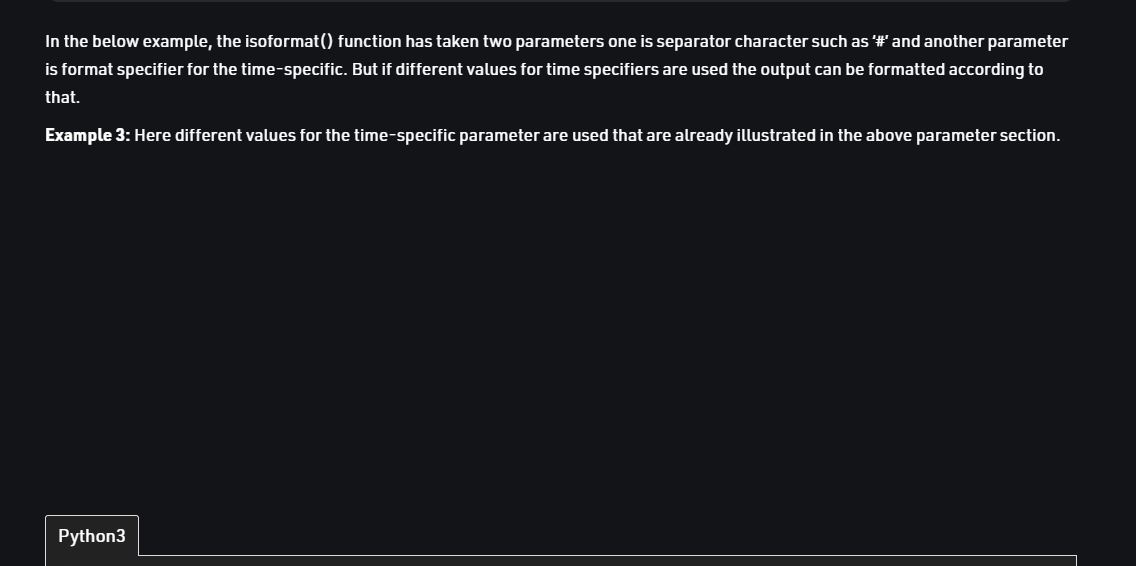 In the below example, the isoformat() function has taken two parameters one is separator character such as ‘#’ and another parameter
is format specifier for the time-specific. But if different values for time specifiers are used the output can be formatted according to
that.
Example 3: Here different values for the time-specific parameter are used that are already illustrated in the above parameter section.
Python3